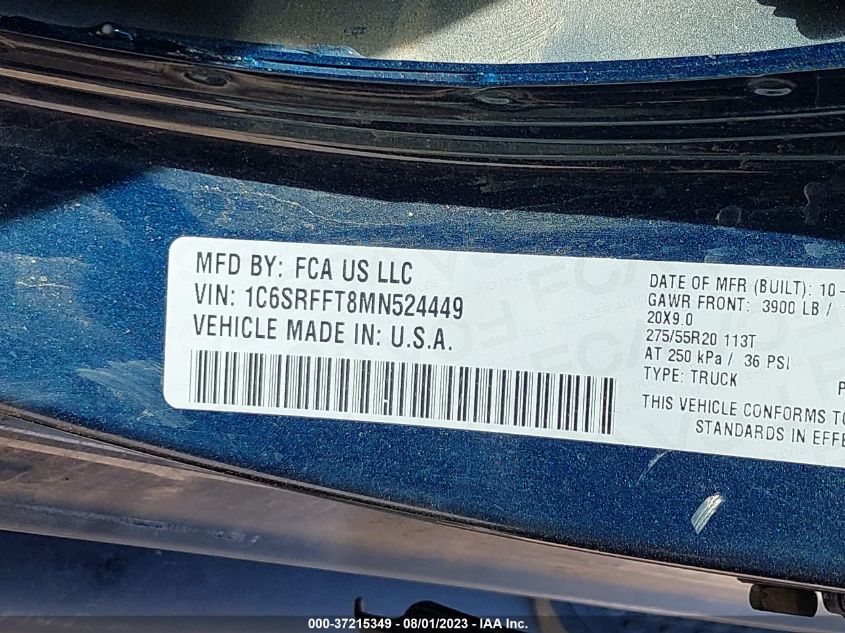 MFD BY: FCA US LLC
VIN: 1C6SRFFT8MN524449
VEHICLE MADE IN: U.S.A.
DATE OF MFR (BUILT): 10-
GAWR FRONT: 3900 LB /
20X9.0
275/55R20 113T
AT 250 kPa / 36 PSI
TYPE: TRUCK
THIS VEHICLE CONFORMS TO
STANDARDS IN EFFE
000-37215349 - 08/01/2023 - IAA Inc.